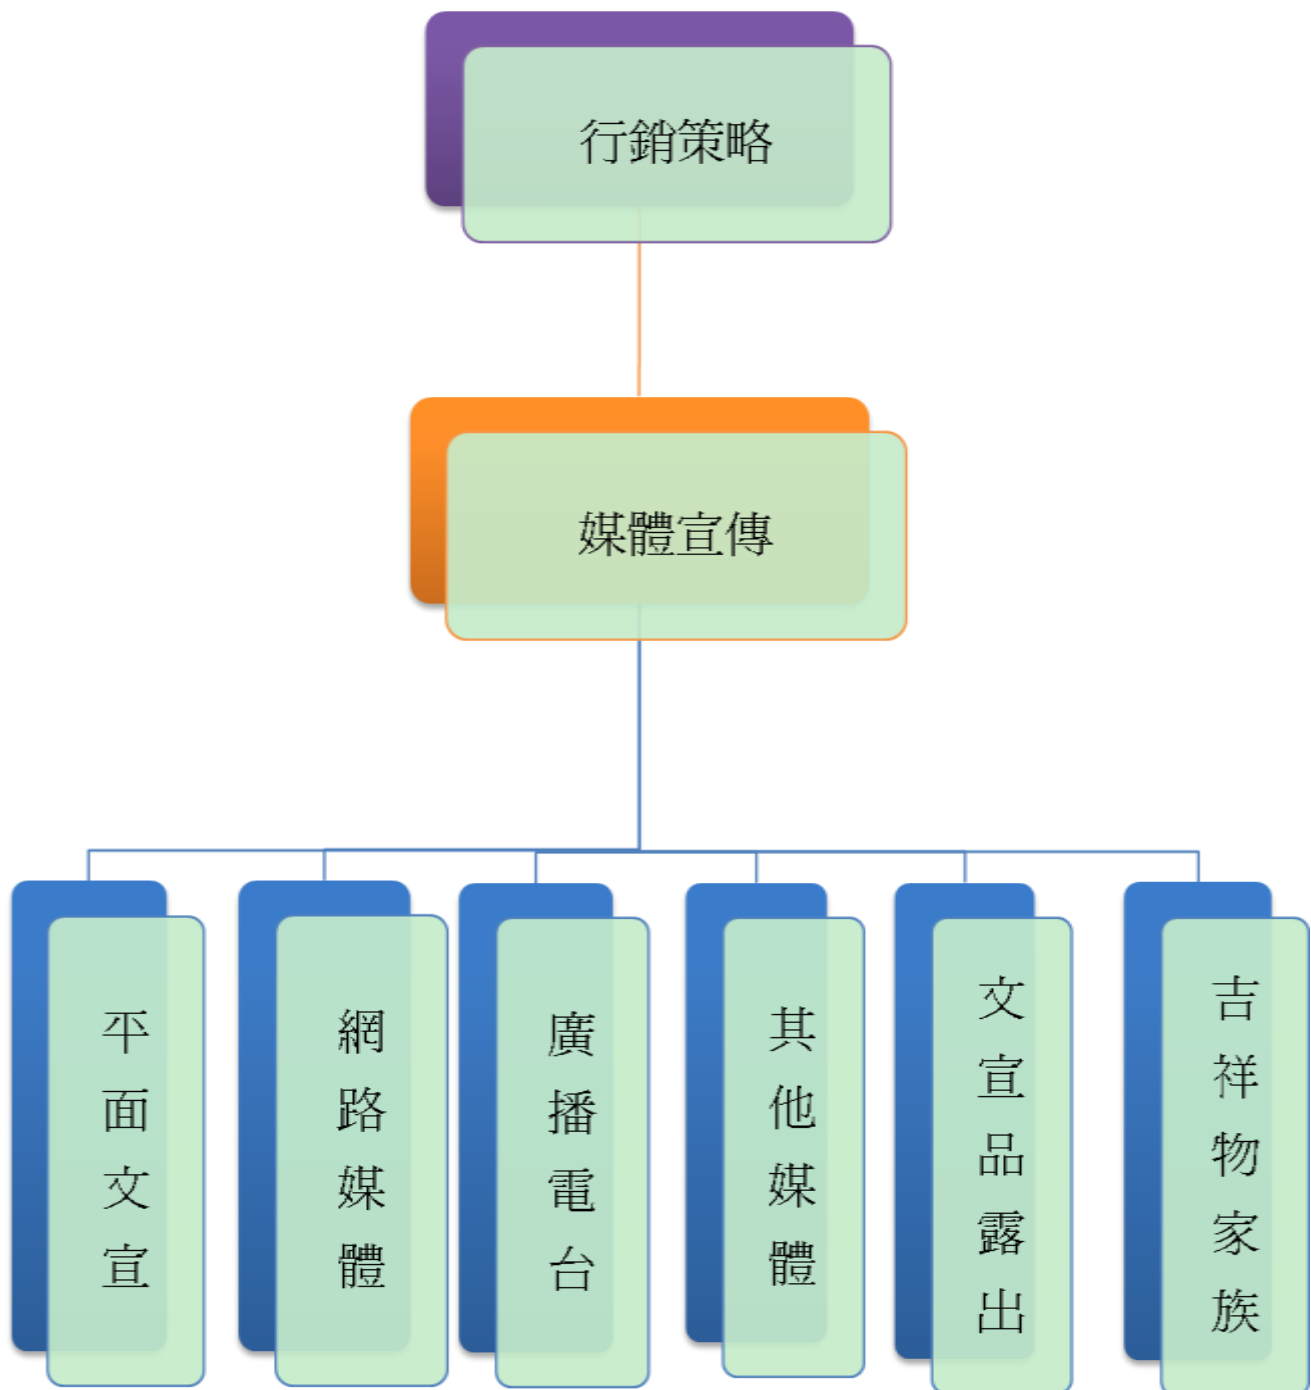 行銷策略
媒體宣傳
平面文宣
網路媒體
廣播電台
其他媒體
文宣品露出
吉祥物家族